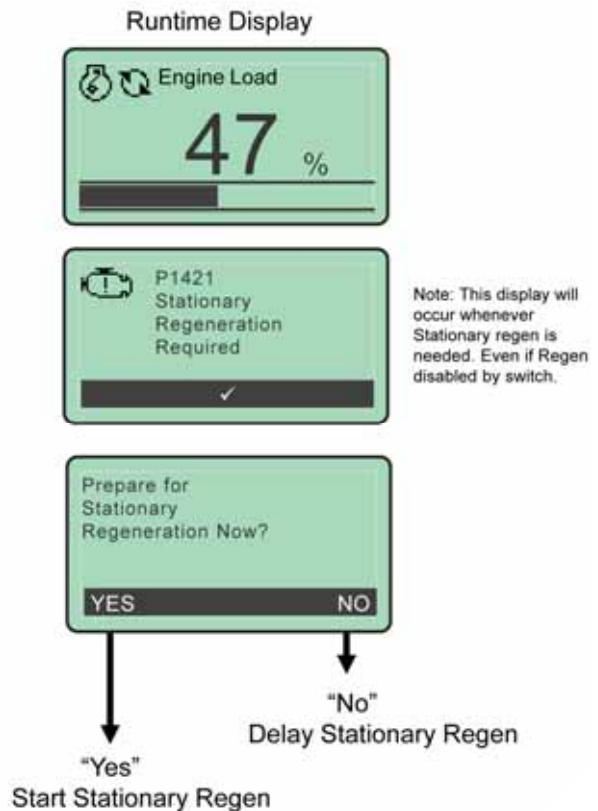 Runtime Display
Engine Load
47 %
P1421
Stationary
Regeneration
Required
✓
Note: This display will
occur whenever
Stationary regen is
needed. Even if Regen
disabled by switch.
Prepare for
Stationary
Regeneration Now?
YES NO
“No”
Delay Stationary Regen
“Yes”
Start Stationary Regen